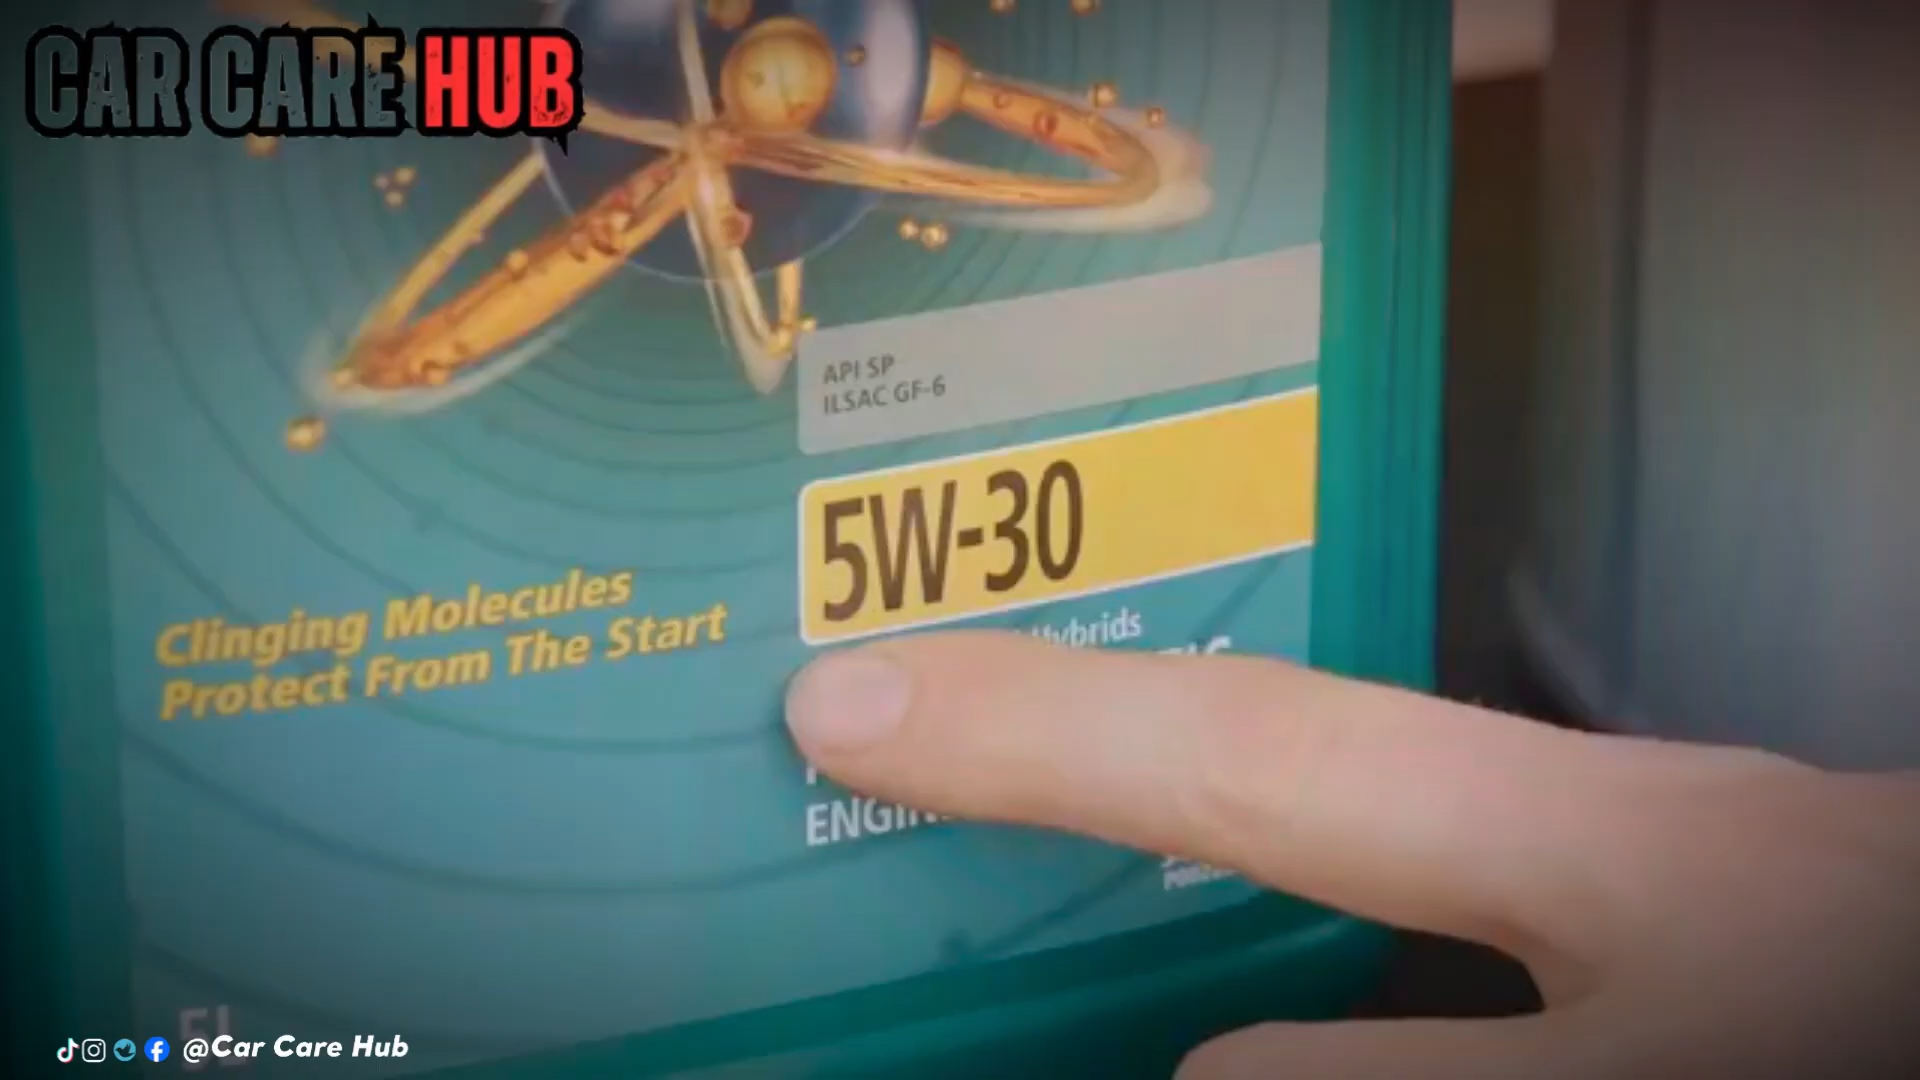 CAR CARE HUB
API SP
ILSAC GF-6
5W-30
Hybrids
Clinging Molecules
Protect From The Start
5L
@Car Care Hub